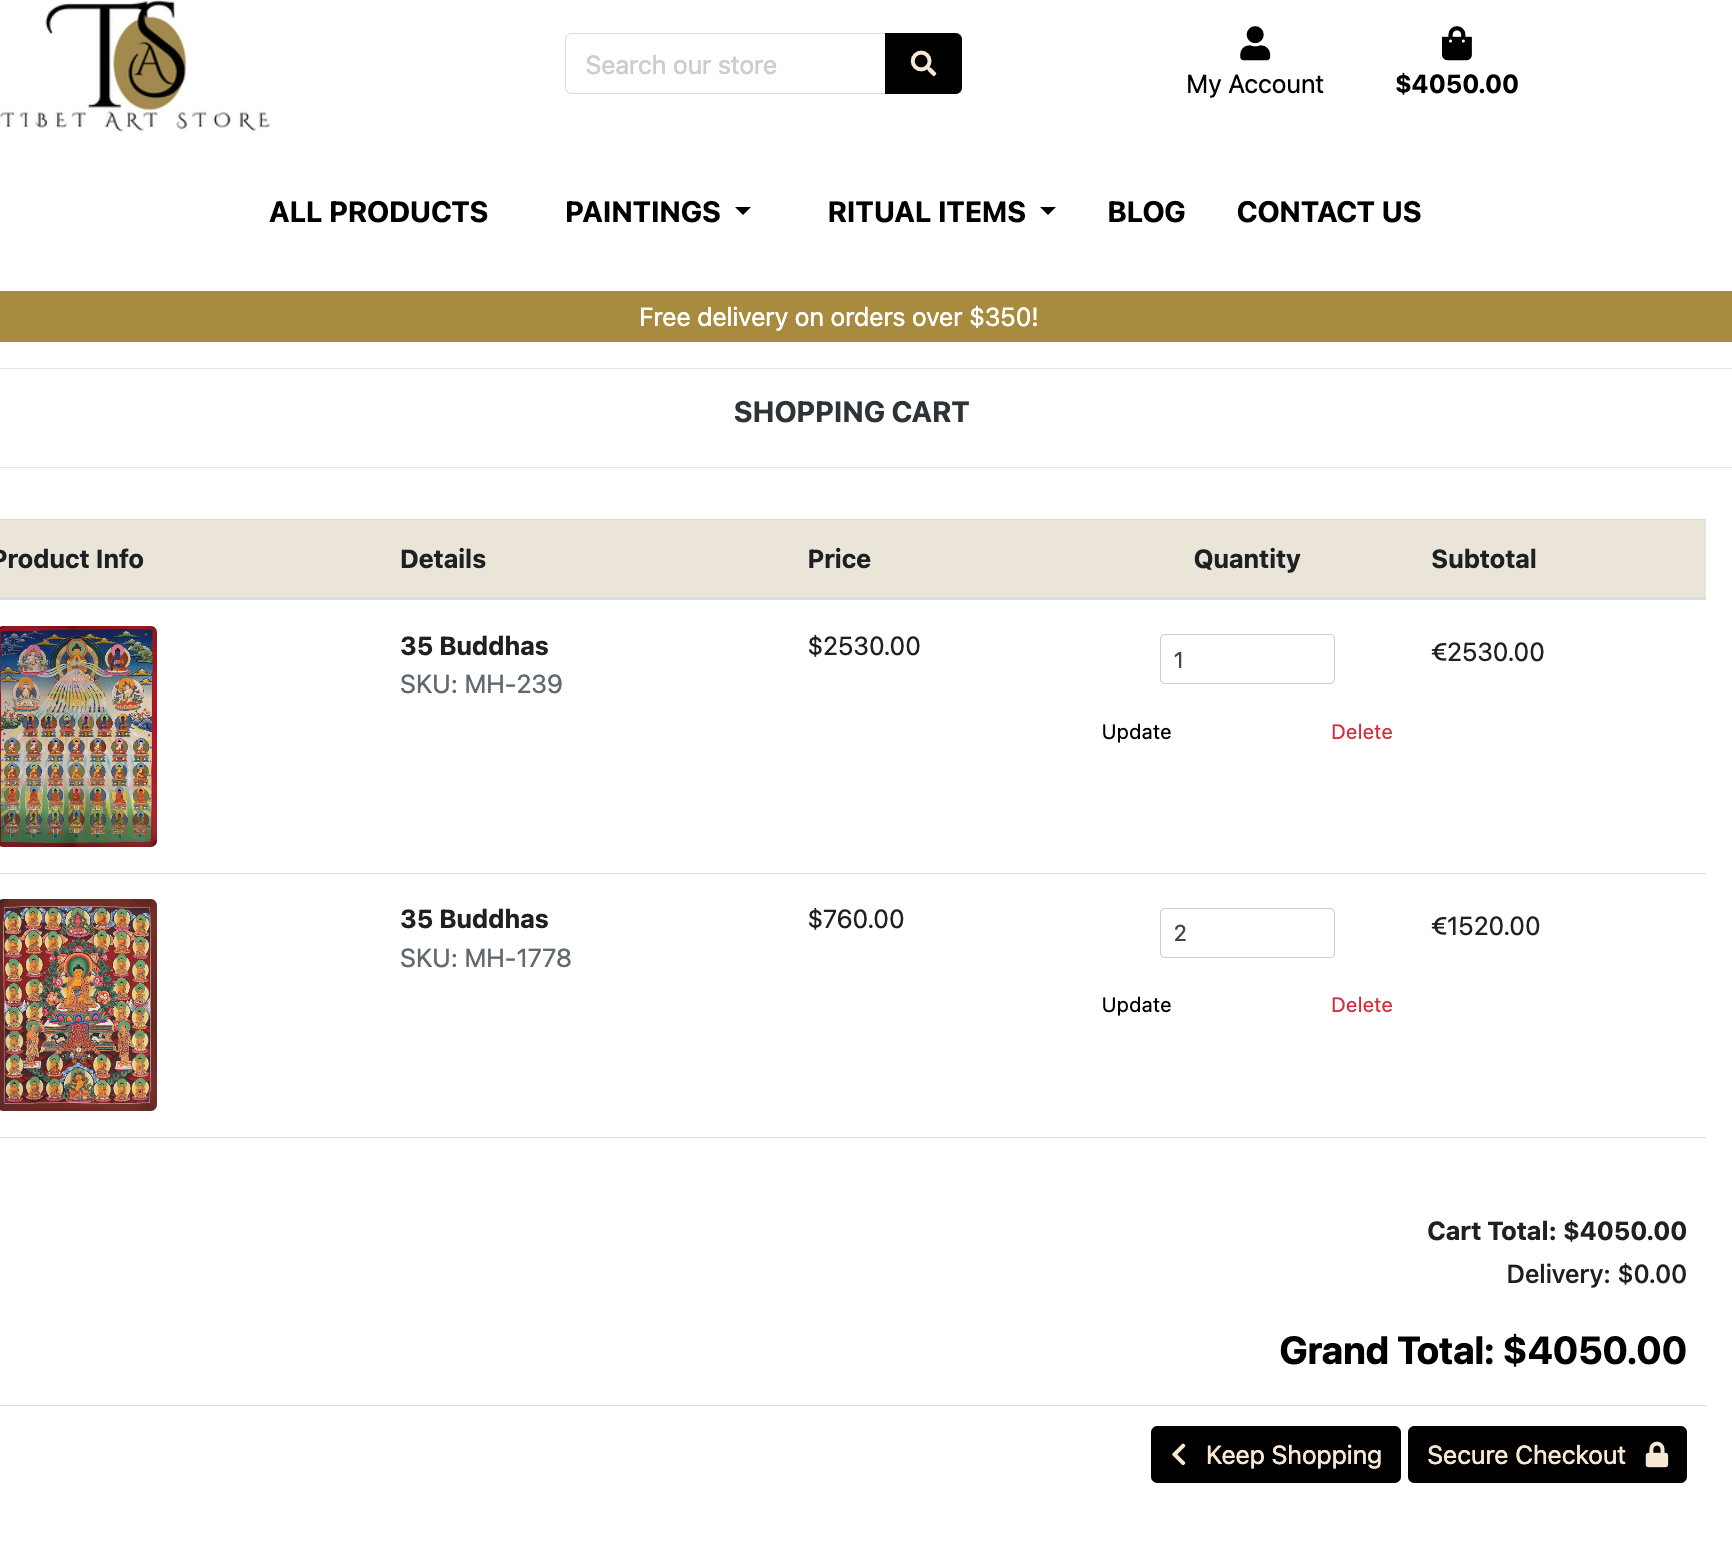 TAS
TIBET ART STORE
Search our store
My Account
$4050.00
ALL PRODUCTS PAINTINGS RITUAL ITEMS BLOG CONTACT US
Free delivery on orders over $350!
SHOPPING CART
Product Info Details Price Quantity Subtotal
35 Buddhas $2530.00 1 €2530.00
SKU: MH-239
Update Delete
35 Buddhas $760.00 2 €1520.00
SKU: MH-1778
Update Delete
Cart Total: $4050.00
Delivery: $0.00
Grand Total: $4050.00
Keep Shopping Secure Checkout